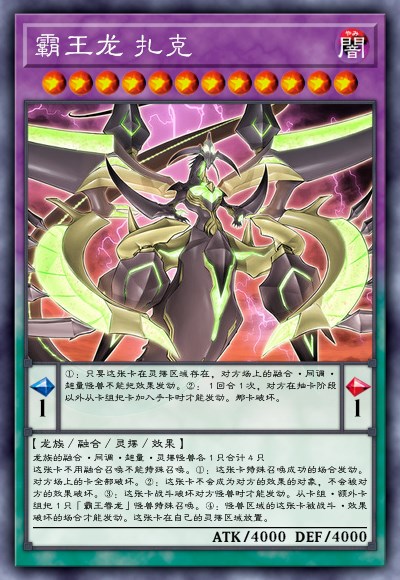 霸王龙 扎克
やみ
闇
①：只要这张卡在灵摆区域存在，对方场上的融合·同调·
超量怪兽不能把效果发动。②：1回合1次，对方在抽卡阶段
以外从卡组把卡加入手卡时才能发动。那卡破坏。
1
1
【龙族／融合／灵摆／效果】
龙族的融合·同调·超量·灵摆怪兽各1只合计4只
这张卡不用融合召唤不能特殊召唤。①：这张卡特殊召唤成功的场合发动。
对方场上的卡全部破坏。②：这张卡不会成为对方的效果的对象，不会被对
方的效果破坏。③：这张卡战斗破坏对方怪兽时才能发动。从卡组·额外卡
组把1只「霸王眷龙」怪兽特殊召唤。④：怪兽区域的这张卡被战斗·效果
破坏的场合才能发动。这张卡在自己的灵摆区域放置。
ATK/4000 DEF/4000